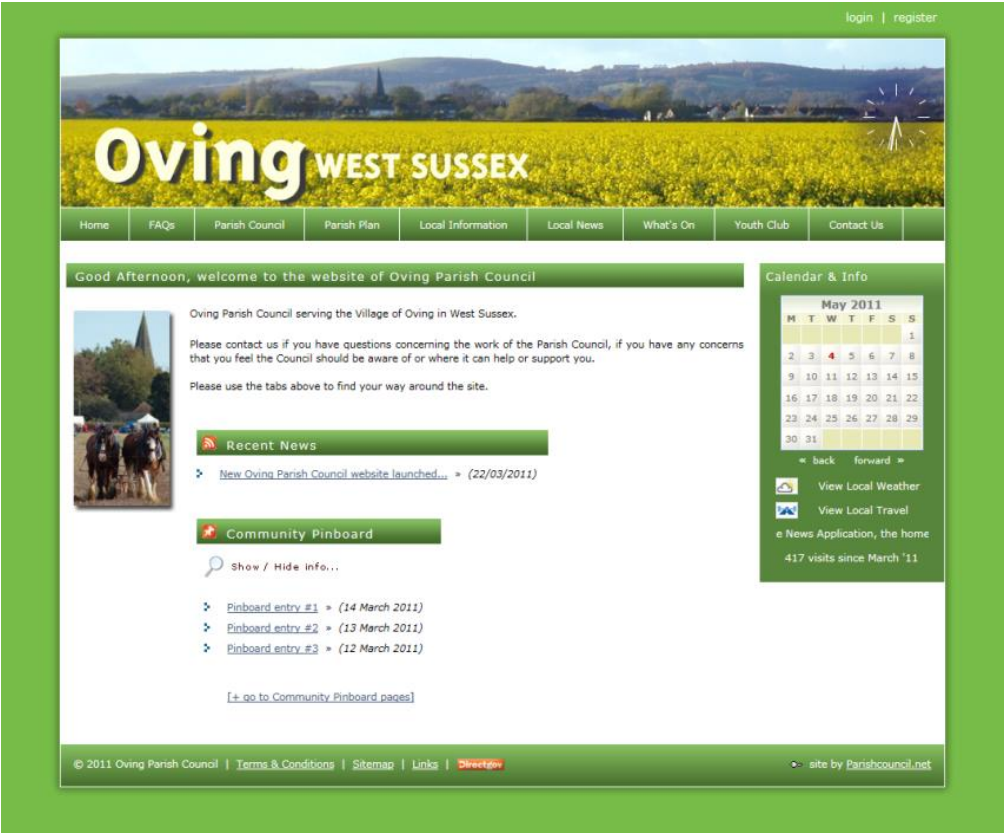 login | register
Oving WEST SUSSEX
Home FAQs Parish Council Parish Plan Local Information Local News What's On Youth Club Contact Us
Good Afternoon, welcome to the website of Oving Parish Council
Oving Parish Council serving the Village of Oving in West Sussex.
Please contact us if you have questions concerning the work of the Parish Council, if you have any concerns
that you feel the Council should be aware of or where it can help or support you.
Please use the tabs above to find your way around the site.
Recent News
New Oving Parish Council website launched... » (22/03/2011)
Community Pinboard
Show / Hide info...
Pinboard entry #1 » (14 March 2011)
Pinboard entry #2 » (13 March 2011)
Pinboard entry #3 » (12 March 2011)
[+ go to Community Pinboard pages]
Calendar & Info
May 2011
M T W T F S S
1
2 3 4 5 6 7 8
9 10 11 12 13 14 15
16 17 18 19 20 21 22
23 24 25 26 27 28 29
30 31
« back forward »
View Local Weather
View Local Travel
e News Application, the home
417 visits since March '11
© 2011 Oving Parish Council | Terms & Conditions | Sitemap | Links | Directgov
site by Parishcouncil.net